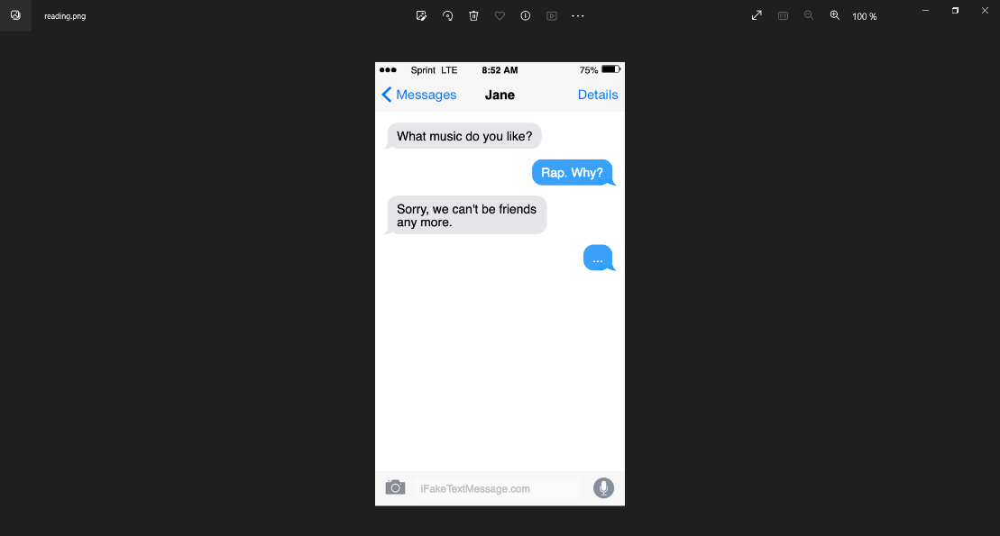 reading.png
100 %
Sprint LTE 8:52 AM 75%
Messages Jane Details
What music do you like?
Rap. Why?
Sorry, we can't be friends
any more.
...
iFakeTextMessage.com